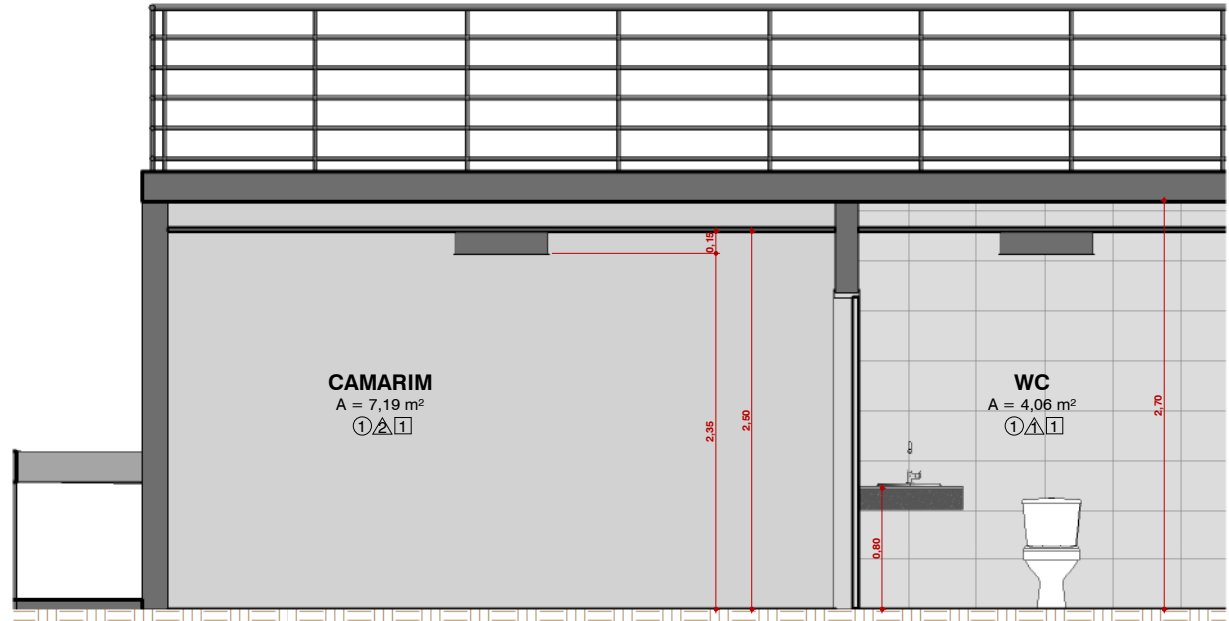 0,15
CAMARIM
A = 7,19 m²
1 2 1
2,35
2,50
WC
A = 4,06 m²
1 1 1
2,70
0,80